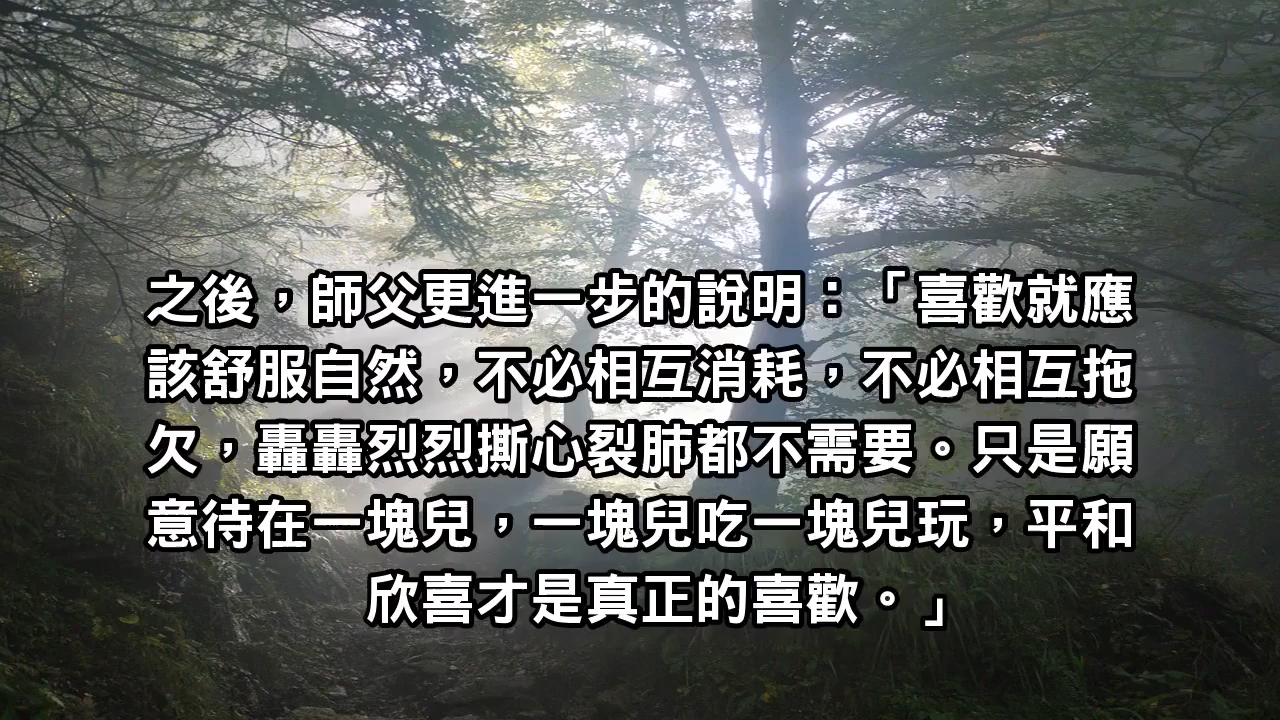 之後，師父更進一步的說明：「喜歡就應
該舒服自然，不必相互消耗，不必相互拖
欠，轟轟烈烈撕心裂肺都不需要。只是願
意待在一塊兒，一塊兒吃一塊兒玩，平和
欣喜才是真正的喜歡。」